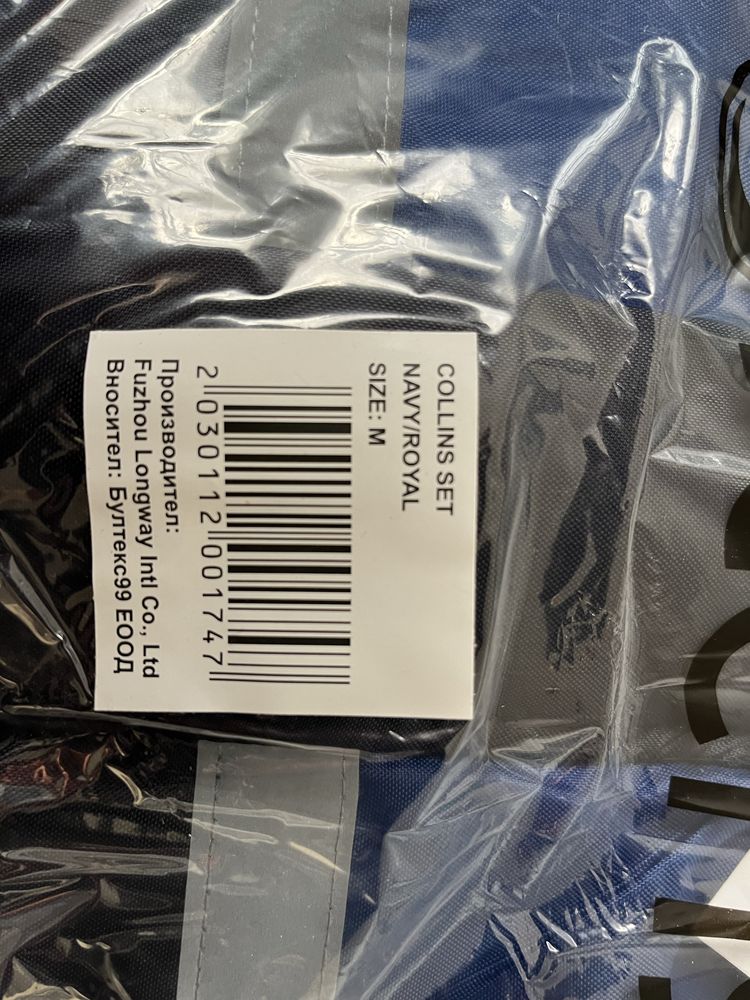 COLLINS SET
NAVY/ROYAL
SIZE: M
2 030112 001747
Производител:
Fuzhou Longway Intl Co., Ltd
Вносител: Бултекс99 ЕООД